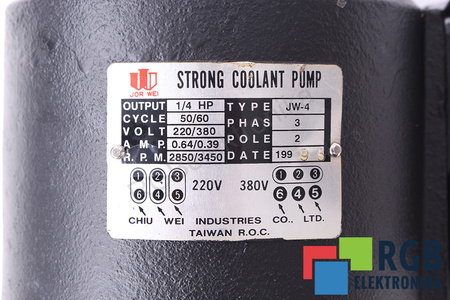 JOR WEI
STRONG COOLANT PUMP
OUTPUT 1/4 HP TYPE JW-4
CYCLE 50/60 PHAS 3
VOLT 220/380 POLE 2
A.M.P. 0.64/0.39 DATE 199
R.P.M. 2850/3450
1 2 3 1 2 3
220V 380V
6 4 5 6 4 5
CHIU WEI INDUSTRIES CO., LTD.
TAIWAN R.O.C.
RGB
ELEKTRONIKA